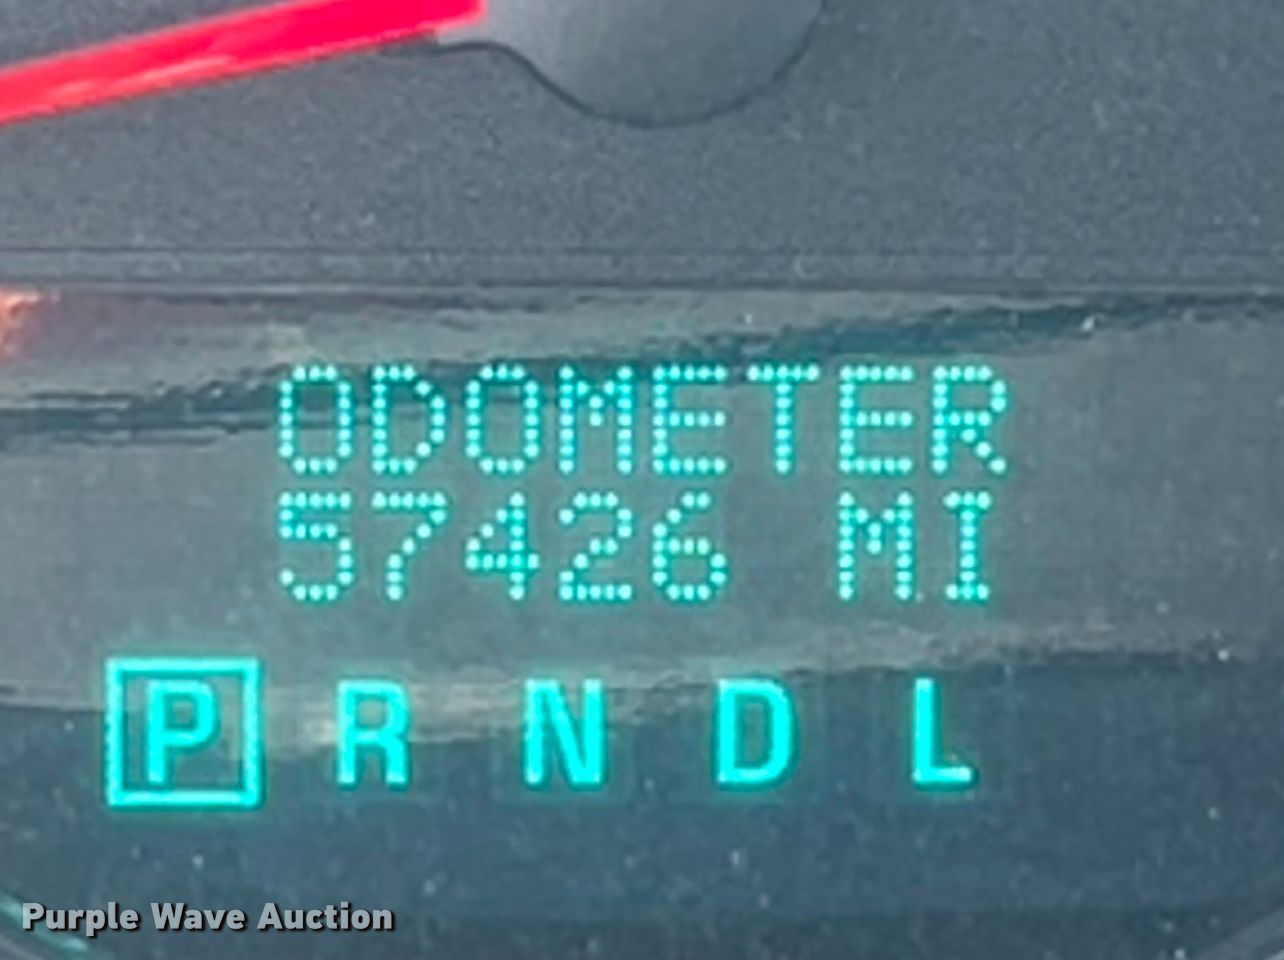 ODOMETER
57426 MI
P R N D L
Purple Wave Auction